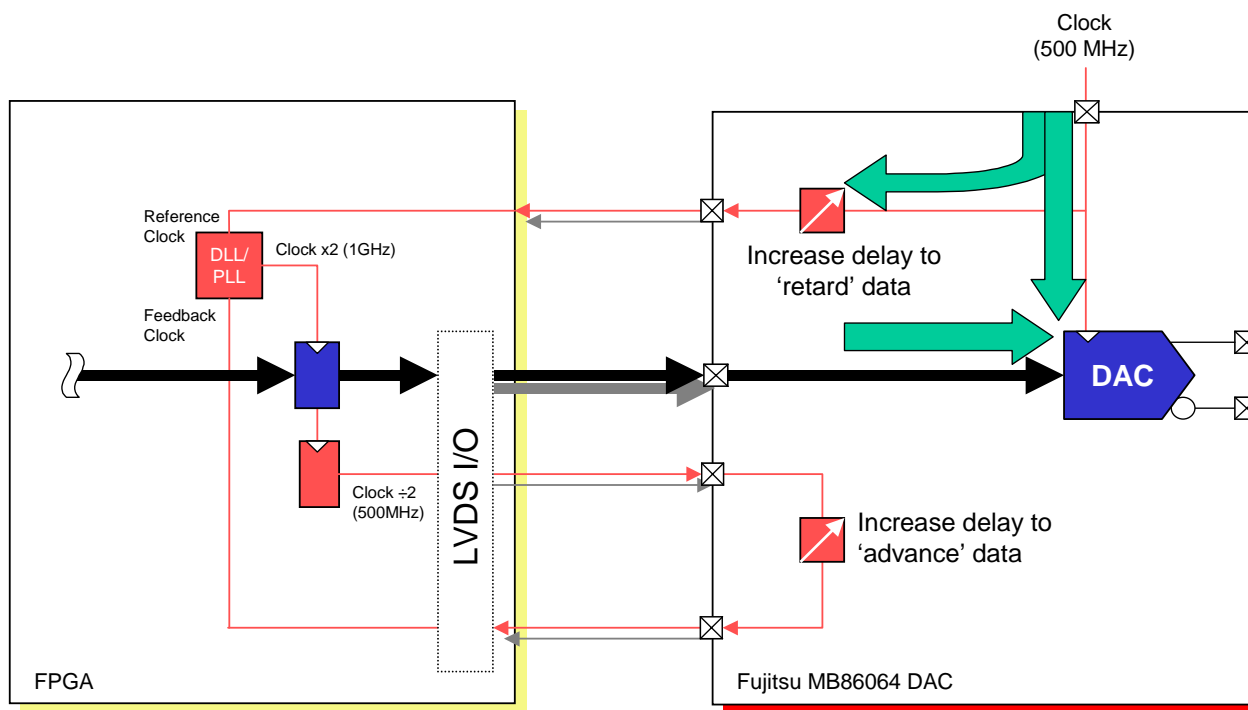 Clock
(500 MHz)
Reference
Clock
DLL/
PLL
Clock x2 (1GHz)
Increase delay to
‘retard’ data
Feedback
Clock
DAC
LVDS I/O
Clock ÷2
(500MHz)
Increase delay to
‘advance’ data
FPGA
Fujitsu MB86064 DAC